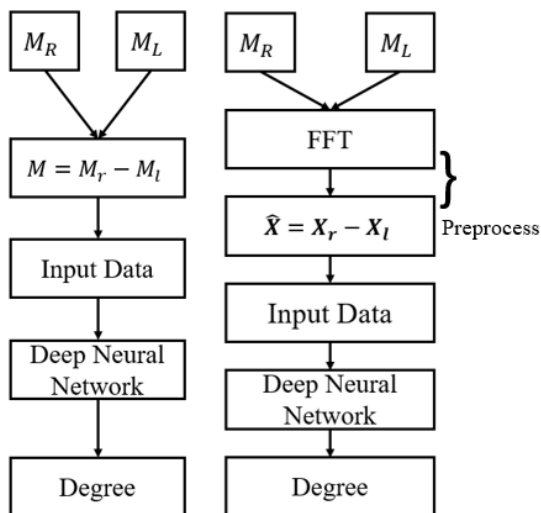 M_R
M_L
M = M_r − M_l
Input Data
Deep Neural
Network
Degree
M_R
M_L
FFT
X̂ = X_r − X_l
}
Preprocess
Input Data
Deep Neural
Network
Degree